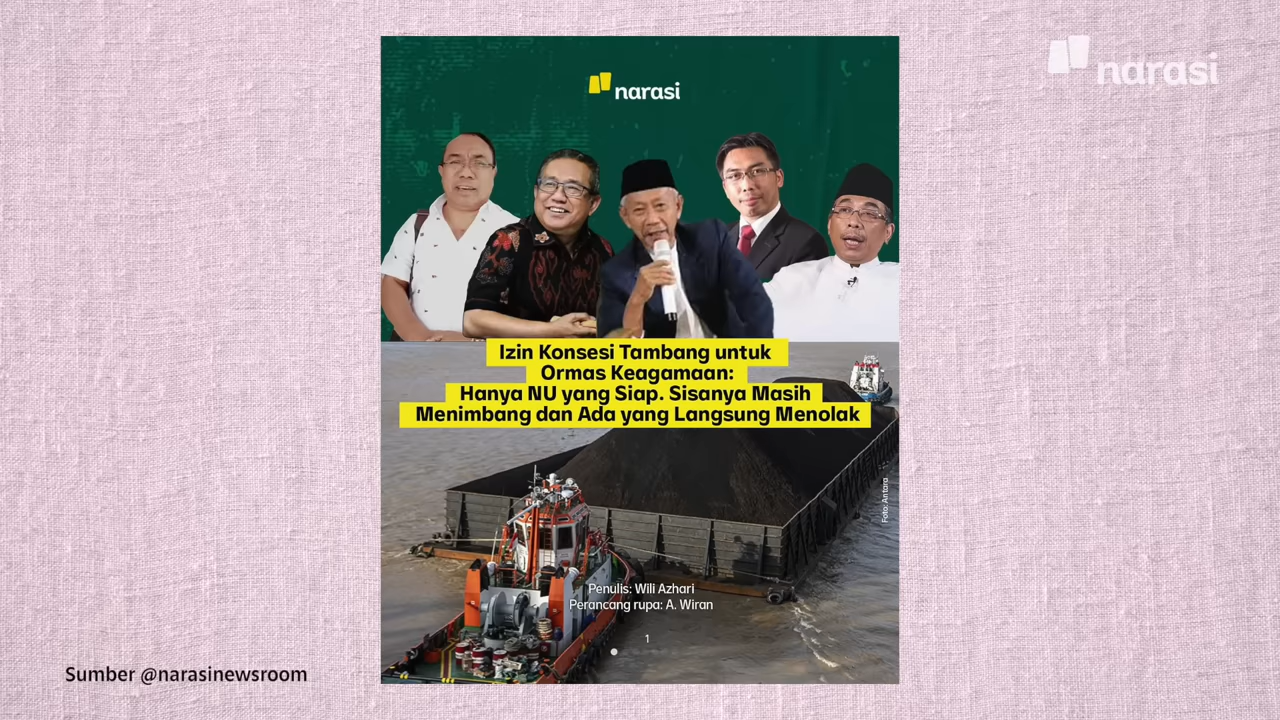 narasi
narasi
Izin Konsesi Tambang untuk
Ormas Keagamaan:
Hanya NU yang Siap. Sisanya Masih
Menimbang dan Ada yang Langsung Menolak
Foto: Antara
Penulis: Wili Azhari
Perancang rupa: A. Wiran
1
Sumber @narasinewsroom